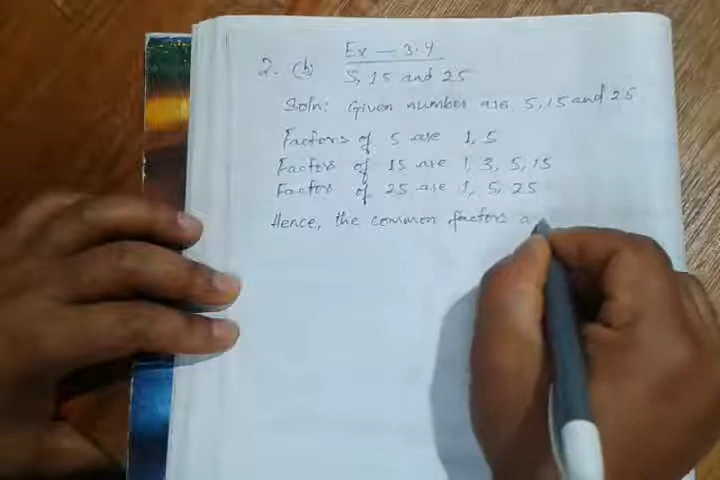 Ex - 3.4
2. (b) 5, 15 and 25
Soln: Given number are 5, 15 and 25
Factors of 5 are 1, 5
Factors of 15 are 1, 3, 5, 15
Factors of 25 are 1, 5, 25
Hence, the common factors a